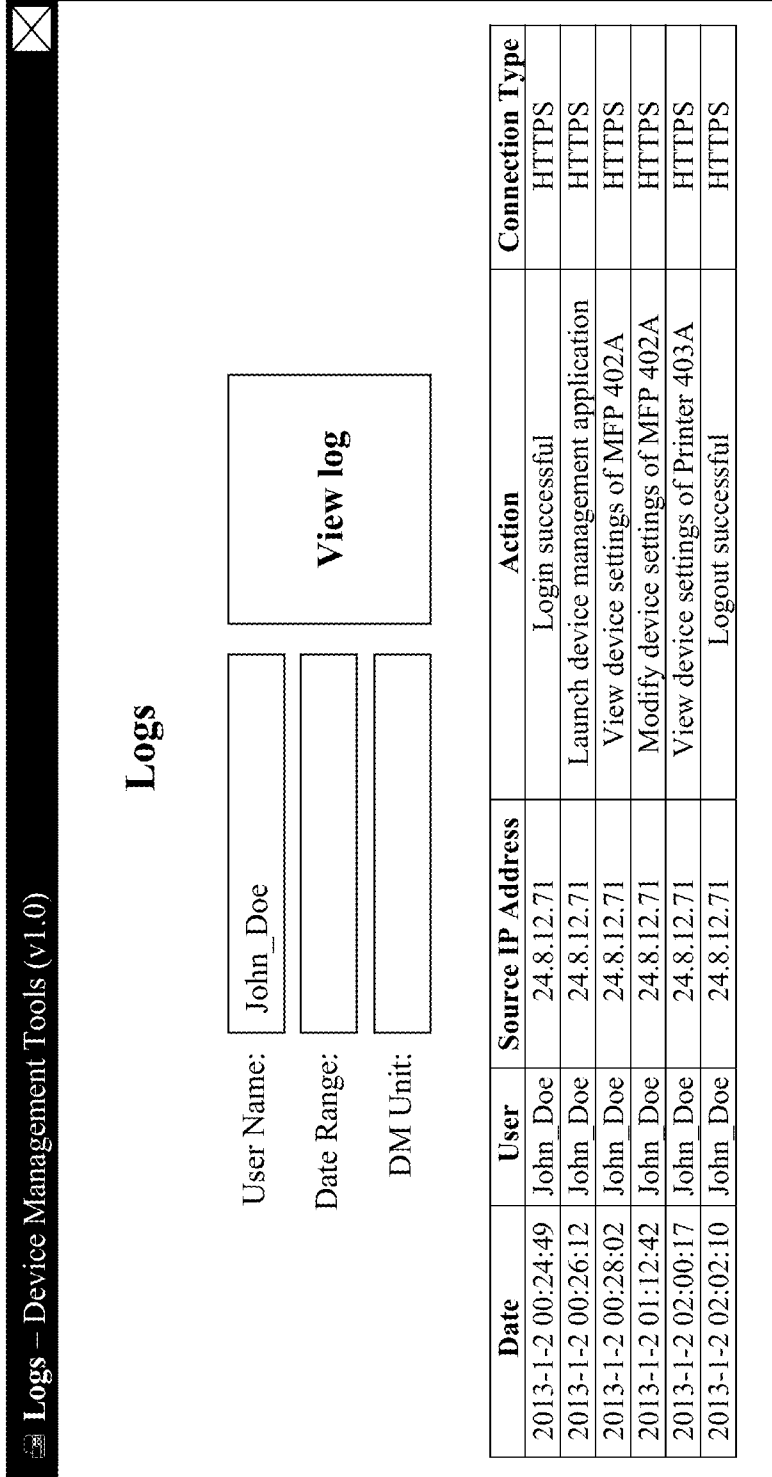 Logs – Device Management Tools (v1.0)
Logs
User Name: John_Doe
Date Range:
DM Unit:
View log
Date User Source IP Address Action Connection Type
2013-1-2 00:24:49 John_Doe 24.8.12.71 Login successful HTTPS
2013-1-2 00:26:12 John_Doe 24.8.12.71 Launch device management application HTTPS
2013-1-2 00:28:02 John_Doe 24.8.12.71 View device settings of MFP 402A HTTPS
2013-1-2 01:12:42 John_Doe 24.8.12.71 Modify device settings of MFP 402A HTTPS
2013-1-2 02:00:17 John_Doe 24.8.12.71 View device settings of Printer 403A HTTPS
2013-1-2 02:02:10 John_Doe 24.8.12.71 Logout successful HTTPS